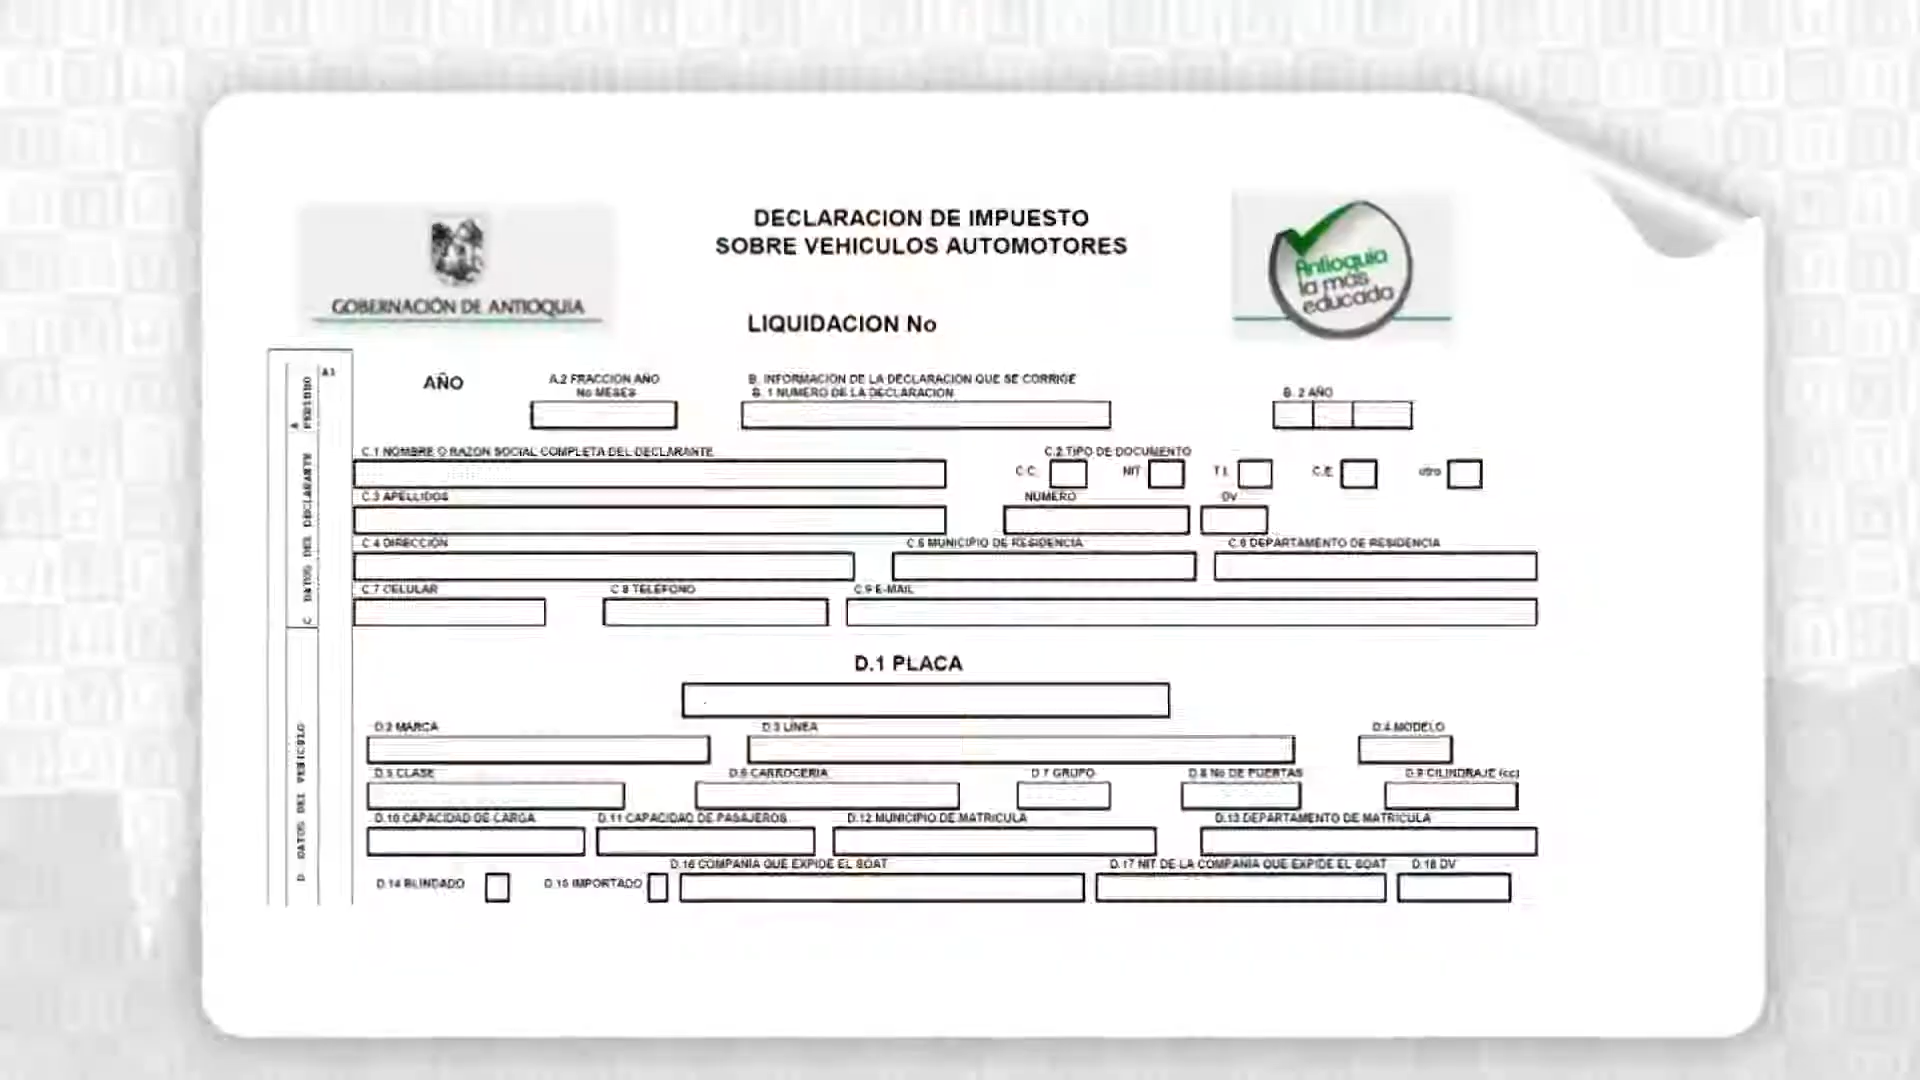 DECLARACION DE IMPUESTO
SOBRE VEHICULOS AUTOMOTORES
GOBERNACIÓN DE ANTIOQUIA
Antioquia
la más
educada
LIQUIDACION No
A1
A PERIODO
AÑO
A.2 FRACCION AÑO
No MESES
B. INFORMACION DE LA DECLARACION QUE SE CORRIGE
B. 1 NUMERO DE LA DECLARACION
B. 2 AÑO
C DATOS DEL DECLARANTE
C.1 NOMBRE O RAZON SOCIAL COMPLETA DEL DECLARANTE
C.2 TIPO DE DOCUMENTO
C.C. NIT T.I. C.E. otro
C.3 APELLIDOS
NUMERO
DV
C.4 DIRECCIÓN
C.5 MUNICIPIO DE RESIDENCIA
C.6 DEPARTAMENTO DE RESIDENCIA
C.7 CELULAR
C.8 TELÉFONO
C.9 E-MAIL
D DATOS DEL VEHICULO
D.1 PLACA
D.2 MARCA
D.3 LÍNEA
D.4 MODELO
D.5 CLASE
D.6 CARROCERIA
D.7 GRUPO
D.8 No DE PUERTAS
D.9 CILINDRAJE (cc)
D.10 CAPACIDAD DE CARGA
D.11 CAPACIDAD DE PASAJEROS
D.12 MUNICIPIO DE MATRICULA
D.13 DEPARTAMENTO DE MATRICULA
D.14 BLINDADO
D.15 IMPORTADO
D.16 COMPAÑIA QUE EXPIDE EL SOAT
D.17 NIT DE LA COMPAÑIA QUE EXPIDE EL SOAT
D.18 DV